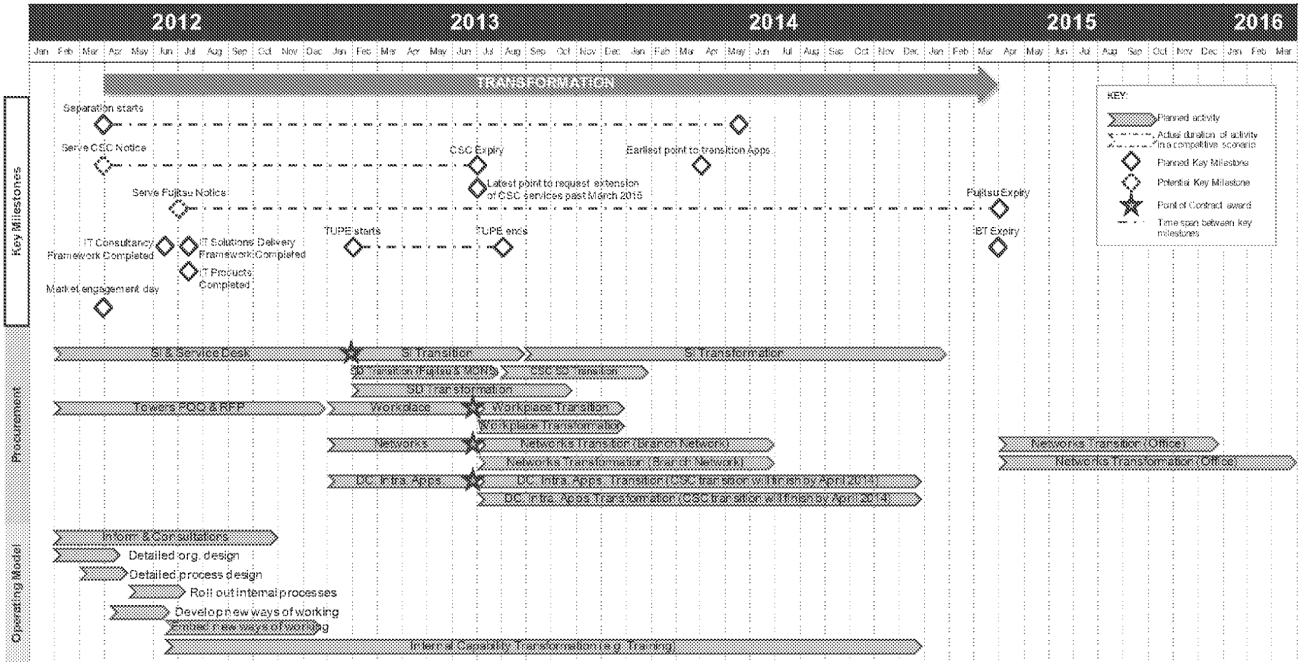 2012 2013 2014 2015 2016
Jan Feb Mar Apr May Jun Jul Aug Sep Oct Nov Dec Jan Feb Mar Apr May Jun Jul Aug Sep Oct Nov Dec Jan Feb Mar Apr May Jun Jul Aug Sep Oct Nov Dec Jan Feb Mar Apr May Jun Jul Aug Sep Oct Nov Dec Jan Feb Mar
TRANSFORMATION
KEY:
Planned activity
Actual duration of activity
in a competitive scenario
Planned Key Milestone
Potential Key Milestone
Point of Contract award
Time span between key
milestones
Key Milestones
Separation starts
Serve CSC Notice
CSC Expiry
Earliest point to transition Apps
Latest point to request extension
of CSC services past March 2015
Serve Fujitsu Notice
Fujitsu Expiry
IT Consultancy
Framework Completed
IT Solutions Delivery
Framework Completed
TUPE starts
TUPE ends
BT Expiry
IT Products
Completed
Market engagement day
Procurement
SI & Service Desk
SI Transition
SI Transformation
SD Transition (Fujitsu & MON)
CSC SD Transition
SD Transformation
Towers PQQ & RFP
Workplace
Workplace Transition
Workplace Transformation
Networks
Networks Transition (Branch Network)
Networks Transition (Office)
Networks Transformation (Branch Network)
Networks Transformation (Office)
DC, Intra, Apps
DC, Intra, Apps, Transition (CSC transition will finish by April 2014)
DC, Intra, Apps Transformation (CSC transition will finish by April 2014)
Operating Model
Inform & Consultations
Detailed org. design
Detailed process design
Roll out internal processes
Develop new ways of working
Embed new ways of working
Internal Capability Transformation (e.g. Training)